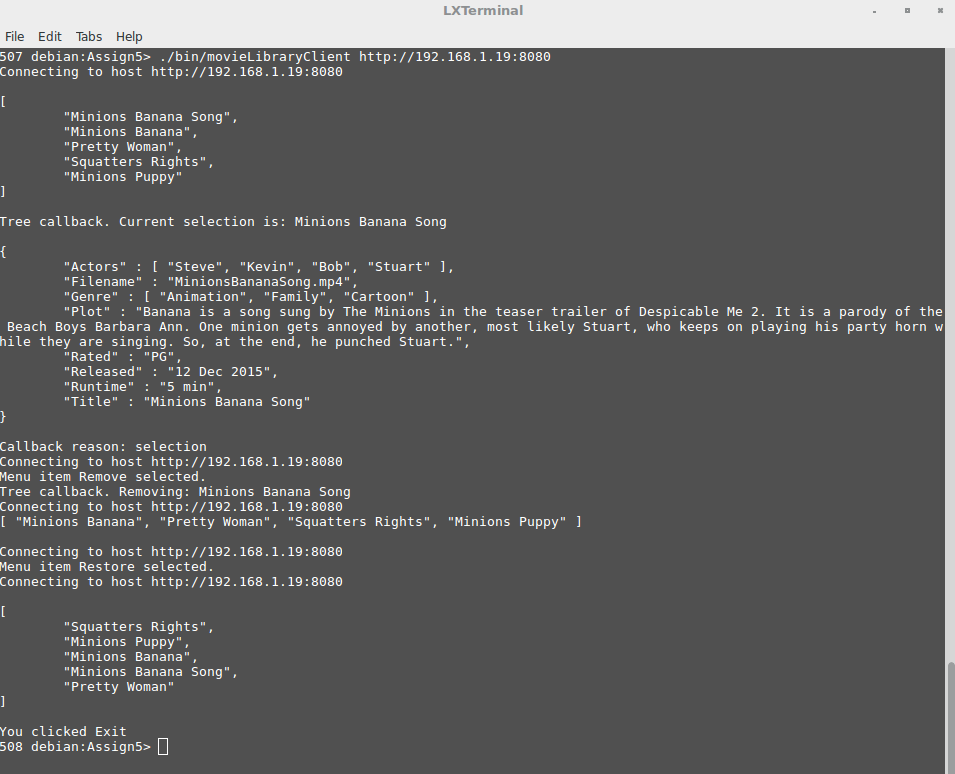 LXTerminal
File Edit Tabs Help
507 debian:Assign5> ./bin/movieLibraryClient http://192.168.1.19:8080
Connecting to host http://192.168.1.19:8080
[
"Minions Banana Song",
"Minions Banana",
"Pretty Woman",
"Squatters Rights",
"Minions Puppy"
]
Tree callback. Current selection is: Minions Banana Song
{
"Actors" : [ "Steve", "Kevin", "Bob", "Stuart" ],
"Filename" : "MinionsBananaSong.mp4",
"Genre" : [ "Animation", "Family", "Cartoon" ],
"Plot" : "Banana is a song sung by The Minions in the teaser trailer of Despicable Me 2. It is a parody of the
Beach Boys Barbara Ann. One minion gets annoyed by another, most likely Stuart, who keeps on playing his party horn w
hile they are singing. So, at the end, he punched Stuart.",
"Rated" : "PG",
"Released" : "12 Dec 2015",
"Runtime" : "5 min",
"Title" : "Minions Banana Song"
}
Callback reason: selection
Connecting to host http://192.168.1.19:8080
Menu item Remove selected.
Tree callback. Removing: Minions Banana Song
Connecting to host http://192.168.1.19:8080
[ "Minions Banana", "Pretty Woman", "Squatters Rights", "Minions Puppy" ]
Connecting to host http://192.168.1.19:8080
Menu item Restore selected.
Connecting to host http://192.168.1.19:8080
[
"Squatters Rights",
"Minions Puppy",
"Minions Banana",
"Minions Banana Song",
"Pretty Woman"
]
You clicked Exit
508 debian:Assign5>